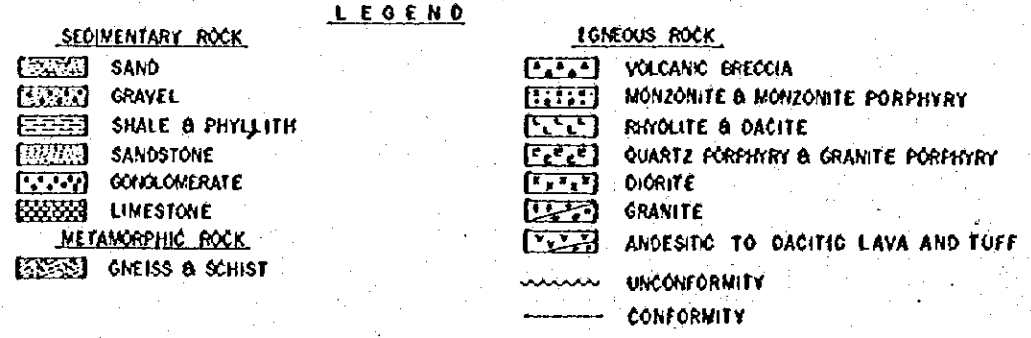 LEGEND
SEDIMENTARY ROCK
SAND
GRAVEL
SHALE & PHYLLITH
SANDSTONE
CONGLOMERATE
LIMESTONE
METAMORPHIC ROCK
GNEISS & SCHIST
IGNEOUS ROCK
VOLCANIC BRECCIA
MONZONITE & MONZONITE PORPHYRY
RHYOLITE & DACITE
QUARTZ PORPHYRY & GRANITE PORPHYRY
DIORITE
GRANITE
ANDESITIC TO DACITIC LAVA AND TUFF
UNCONFORMITY
CONFORMITY